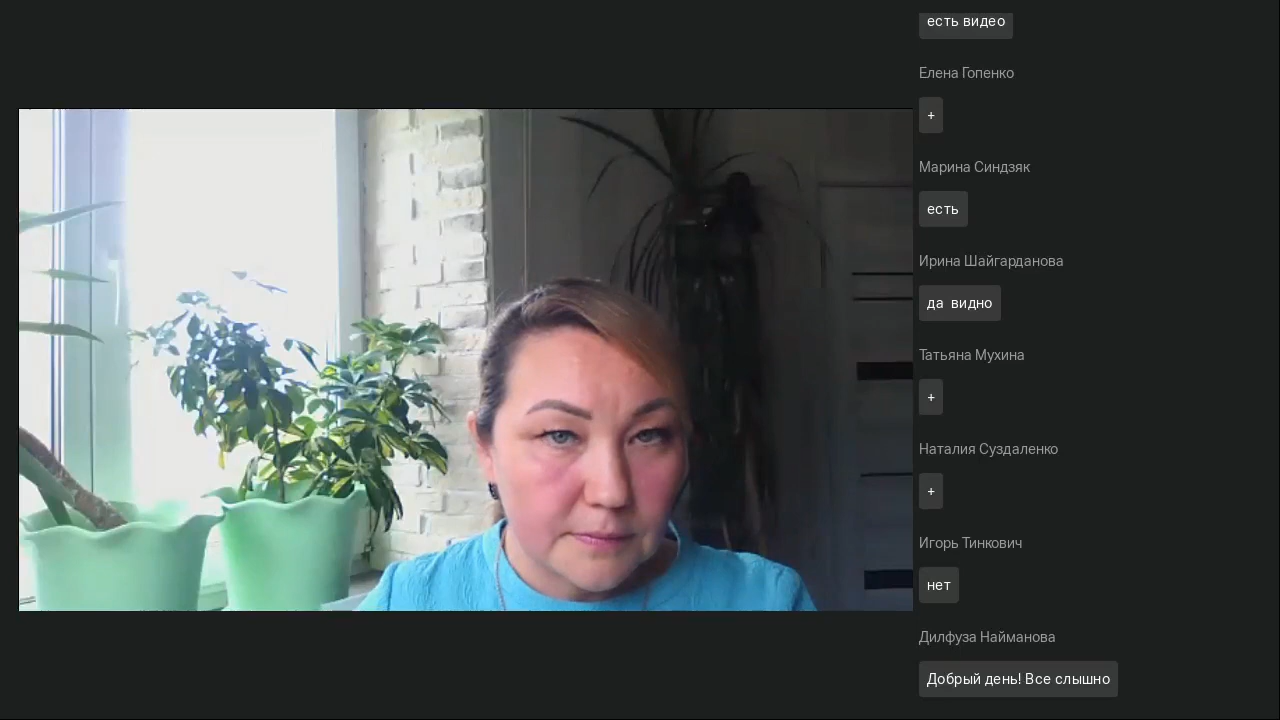 есть видео
Елена Гопенко
+
Марина Синдзяк
есть
Ирина Шайгарданова
да  видно
Татьяна Мухина
+
Наталия Суздаленко
+
Игорь Тинкович
нет
Дилфуза Найманова
Добрый день! Все слышно